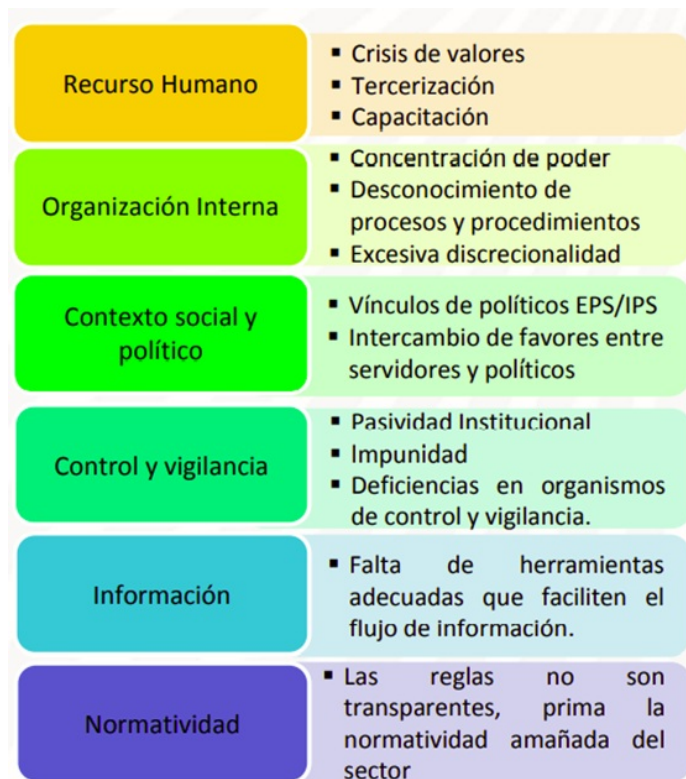 Recurso Humano
▪ Crisis de valores
▪ Tercerización
▪ Capacitación
Organización Interna
▪ Concentración de poder
▪ Desconocimiento de
procesos y procedimientos
▪ Excesiva discrecionalidad
Contexto social y
político
▪ Vínculos de políticos EPS/IPS
▪ Intercambio de favores entre
servidores y políticos
Control y vigilancia
▪ Pasividad Institucional
▪ Impunidad
▪ Deficiencias en organismos
de control y vigilancia.
Información
▪ Falta de herramientas
adecuadas que faciliten el
flujo de información.
Normatividad
▪ Las reglas no son
transparentes, prima la
normatividad amañada del
sector